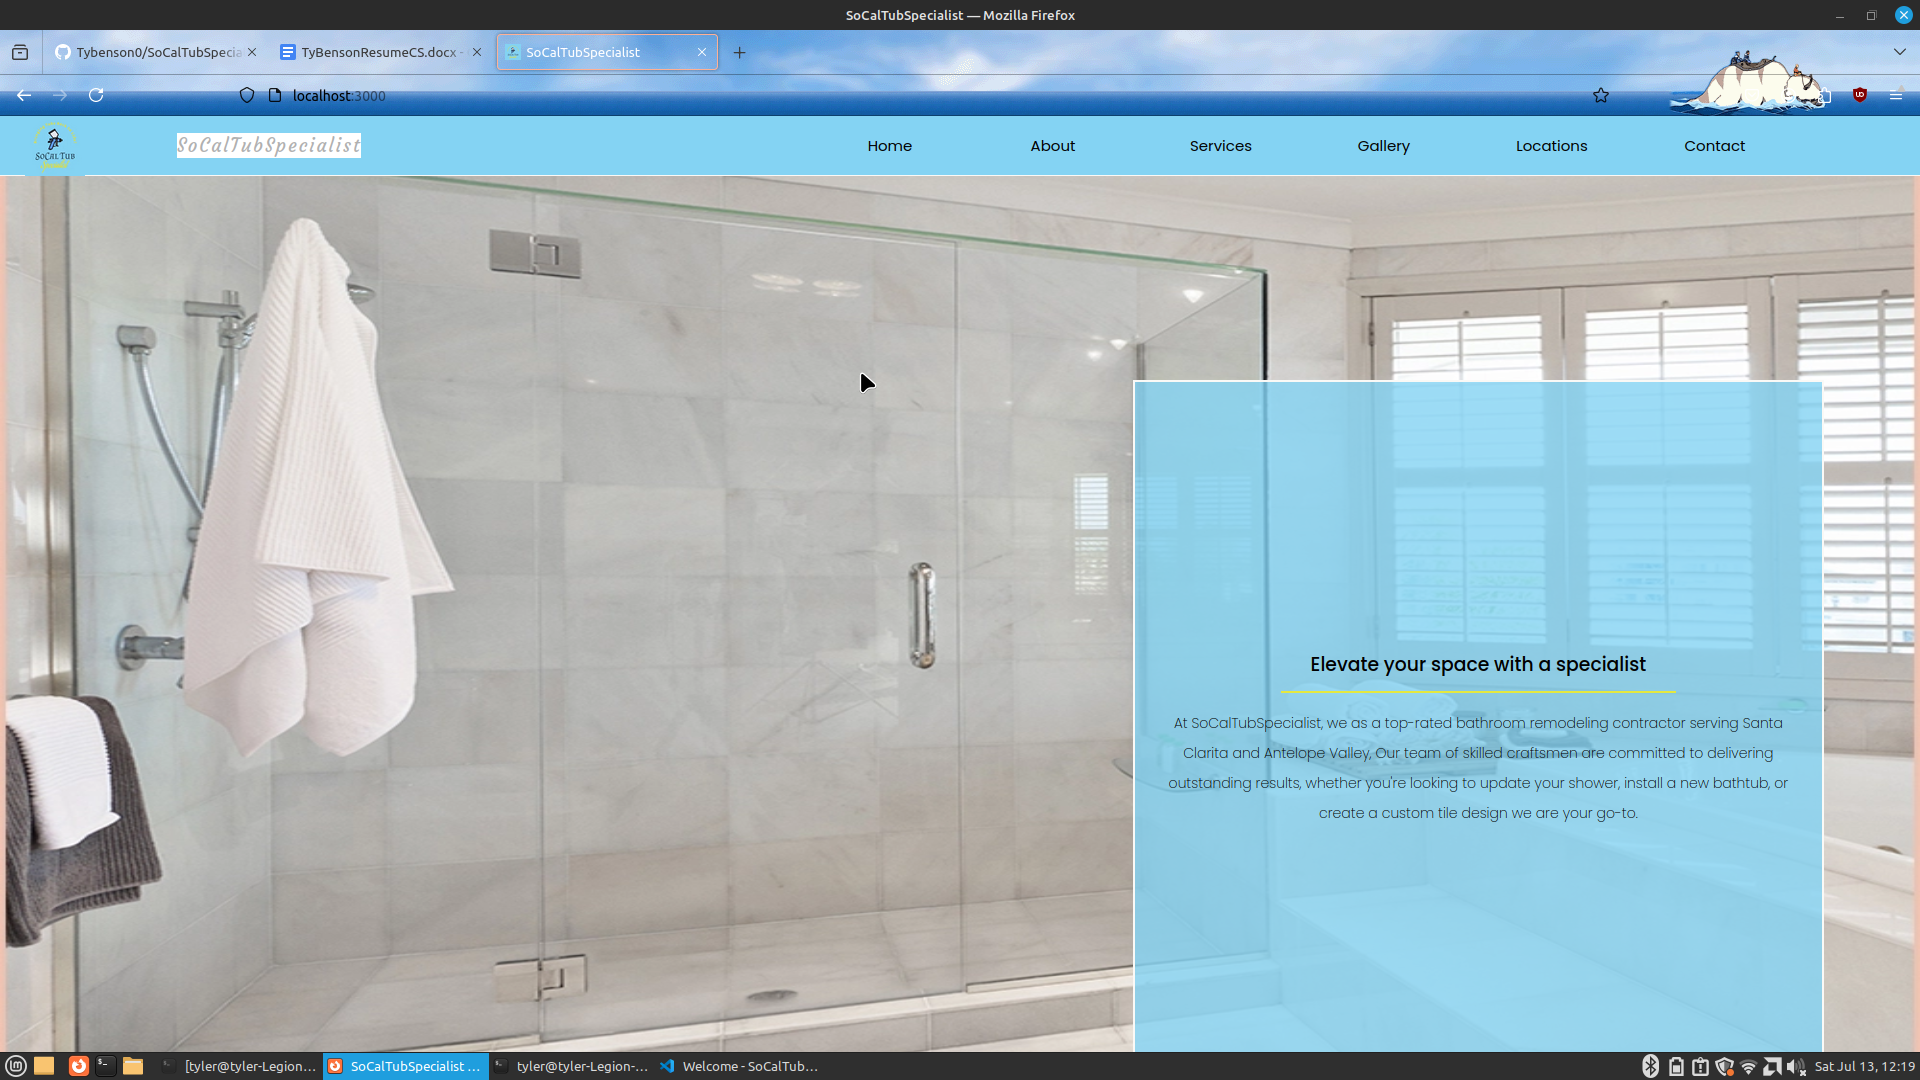 SoCalTubSpecialist — Mozilla Firefox
Tybenson0/SoCalTubSpecia
TyBensonResumeCS.docx -
SoCalTubSpecialist
localhost:3000
SOCAL TUB
SoCalTubSpecialist
Home
About
Services
Gallery
Locations
Contact
Elevate your space with a specialist
At SoCalTubSpecialist, we as a top-rated bathroom remodeling contractor serving Santa
Clarita and Antelope Valley, Our team of skilled craftsmen are committed to delivering
outstanding results, whether you're looking to update your shower, install a new bathtub, or
create a custom tile design we are your go-to.
[tyler@tyler-Legion...
SoCalTubSpecialist ...
tyler@tyler-Legion-...
Welcome - SoCalTub...
Sat Jul 13, 12:19